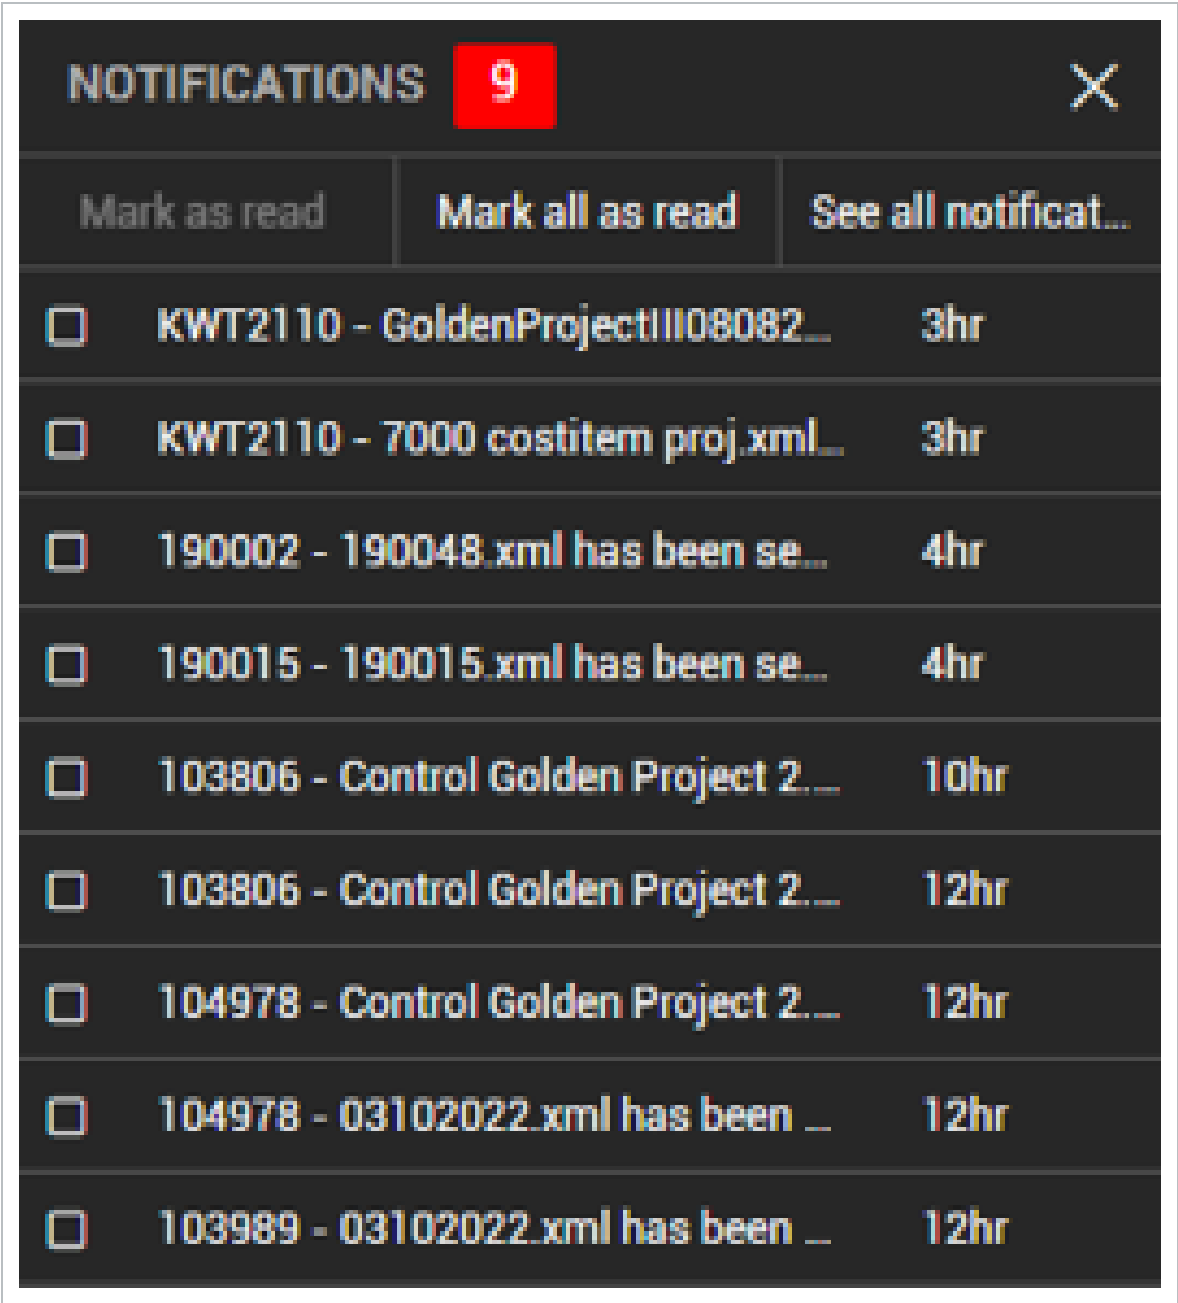 NOTIFICATIONS 9
Mark as read Mark all as read See all notificat...
KWT2110 - GoldenProjectIII08082... 3hr
KWT2110 - 7000 costitem proj.xml... 3hr
190002 - 190048.xml has been se... 4hr
190015 - 190015.xml has been se... 4hr
103806 - Control Golden Project 2.... 10hr
103806 - Control Golden Project 2.... 12hr
104978 - Control Golden Project 2.... 12hr
104978 - 03102022.xml has been ... 12hr
103989 - 03102022.xml has been ... 12hr